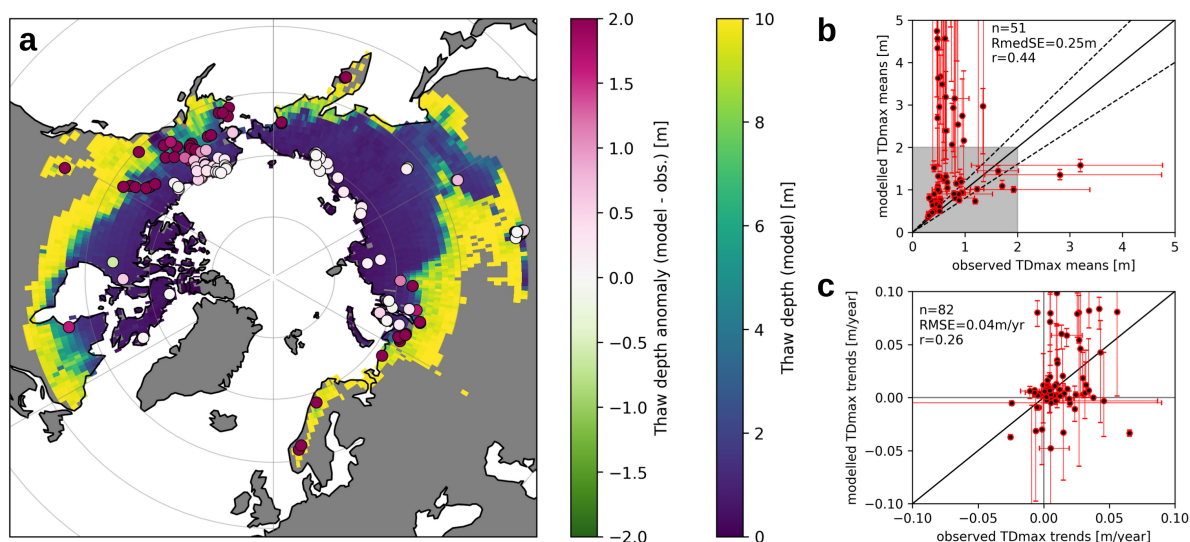 a
2.0
1.5
1.0
0.5
0.0
−0.5
−1.0
−1.5
−2.0
Thaw depth anomaly (model - obs.) [m]
10
8
6
4
2
0
Thaw depth (model) [m]
b
5
4
3
2
1
0
modelled TDmax means [m]
n=51
RmedSE=0.25m
r=0.44
0
1
2
3
4
5
observed TDmax means [m]
c
0.10
0.05
0.00
−0.05
−0.10
modelled TDmax trends [m/year]
n=82
RMSE=0.04m/yr
r=0.26
−0.10
−0.05
0.00
0.05
0.10
observed TDmax trends [m/year]